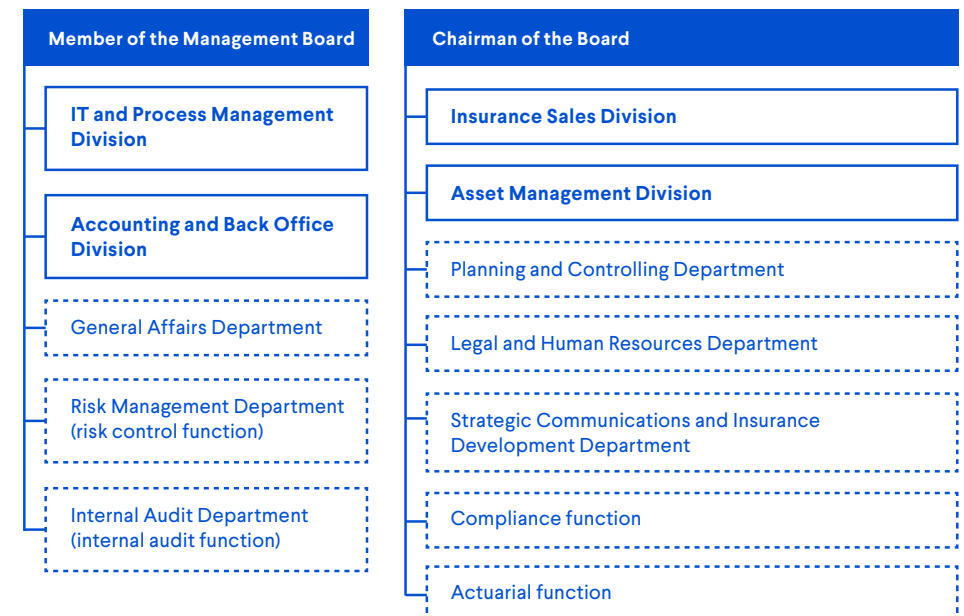 Member of the Management Board
IT and Process Management
Division
Accounting and Back Office
Division
General Affairs Department
Risk Management Department
(risk control function)
Internal Audit Department
(internal audit function)
Chairman of the Board
Insurance Sales Division
Asset Management Division
Planning and Controlling Department
Legal and Human Resources Department
Strategic Communications and Insurance
Development Department
Compliance function
Actuarial function